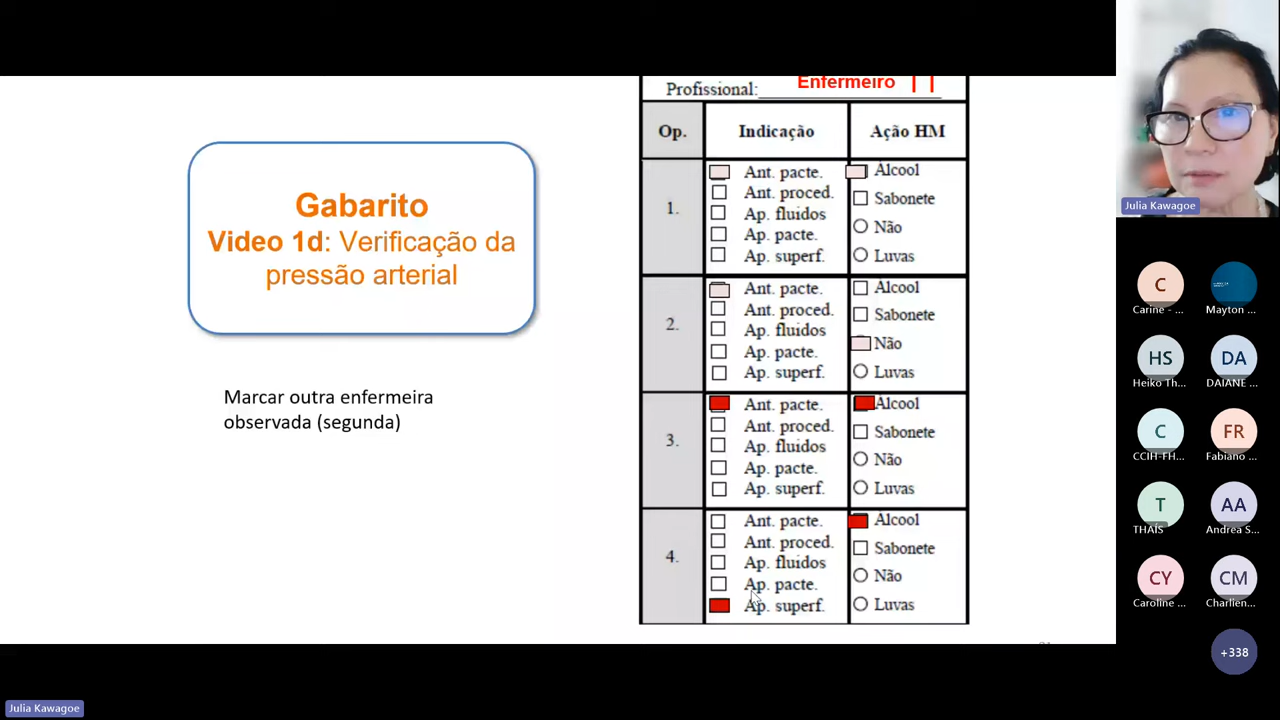 Gabarito
Video 1d: Verificação da
pressão arterial
Marcar outra enfermeira
observada (segunda)
Enfermeiro | |
Profissional:
Op. Indicação Ação HM
1.
Ant. pacte.
Ant. proced.
Ap. fluidos
Ap. pacte.
Ap. superf.
Álcool
Sabonete
Não
Luvas
2.
Ant. pacte.
Ant. proced.
Ap. fluidos
Ap. pacte.
Ap. superf.
Álcool
Sabonete
Não
Luvas
3.
Ant. pacte.
Ant. proced.
Ap. fluidos
Ap. pacte.
Ap. superf.
Álcool
Sabonete
Não
Luvas
4.
Ant. pacte.
Ant. proced.
Ap. fluidos
Ap. pacte.
Ap. superf.
Álcool
Sabonete
Não
Luvas
Julia Kawagoe
C
Carine - ...
Mayton ...
HS
Heiko Th...
DA
DAIANE ...
C
CCIH-FH...
FR
Fabiano ...
T
THAÍS
AA
Andrea S...
CY
Caroline ...
CM
Charlien...
+338
Julia Kawagoe